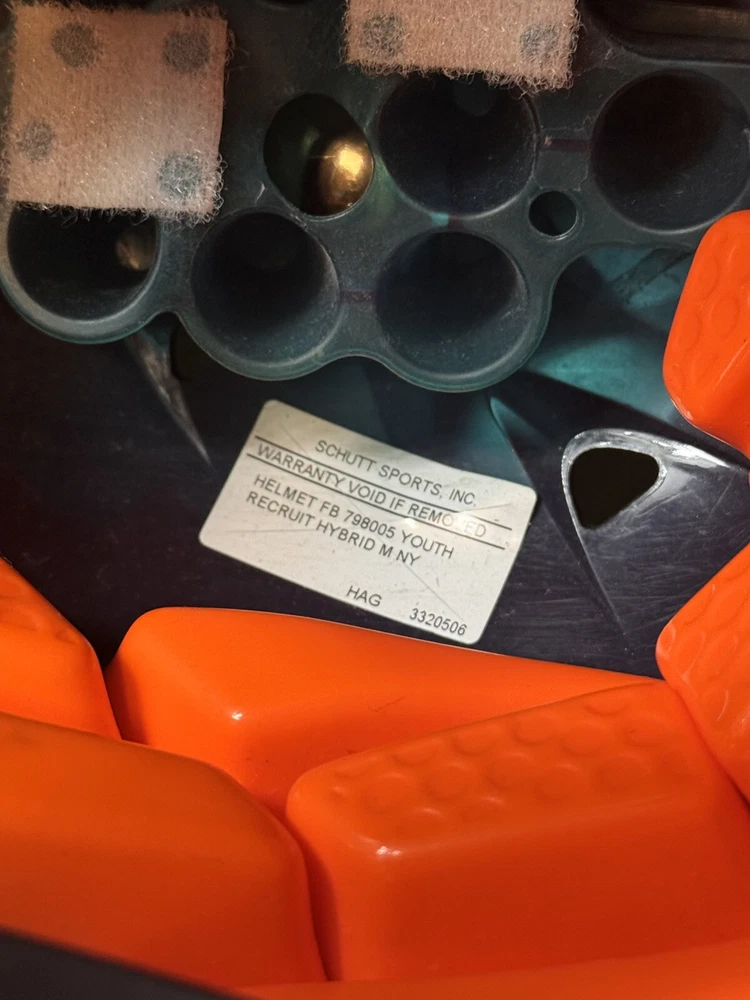 SCHUTT SPORTS, INC
WARRANTY VOID IF REMOVED
HELMET FB 798005 YOUTH
RECRUIT HYBRID M NY
HAG 3320506